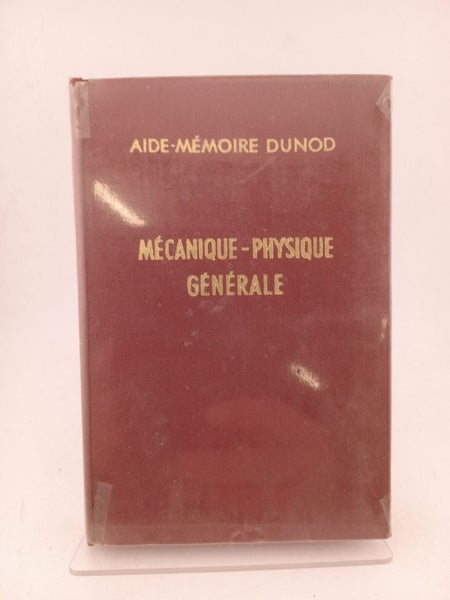 AIDE-MÉMOIRE DUNOD
MÉCANIQUE-PHYSIQUE
GÉNÉRALE